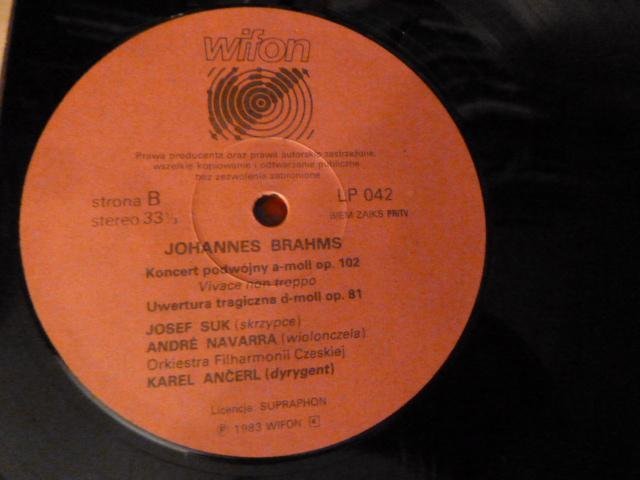 wifon
Prawa producenta oraz prawa autorskie zastrzeżone,
wszelkie kopiowanie i odtwarzanie publiczne
bez zezwolenia zabronione
strona B
LP 042
stereo 33⅓
BIEM ZAIKS PRiTV
JOHANNES BRAHMS
Koncert podwójny a-moll op. 102
Vivace non troppo
Uwertura tragiczna d-moll op. 81
JOSEF SUK (skrzypce)
ANDRÉ NAVARRA (wiolonczela)
Orkiestra Filharmonii Czeskiej
KAREL ANČERL (dyrygent)
Licencja SUPRAPHON
Ⓟ 1983 WIFON